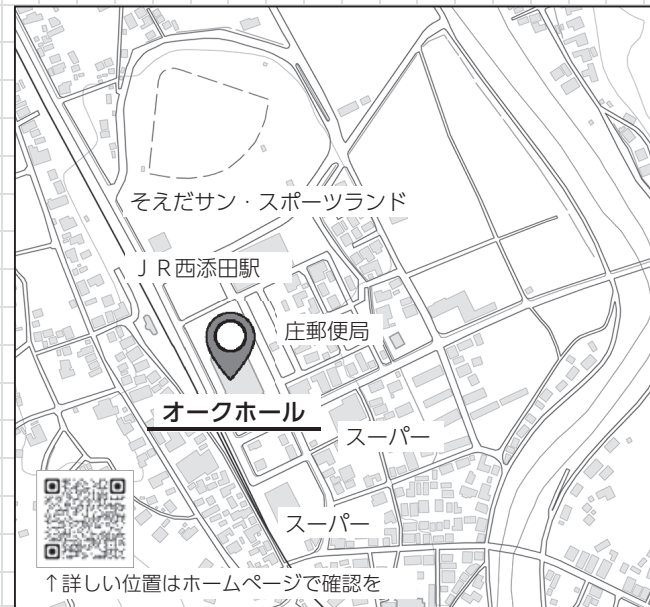 そえだサン・スポーツランド
ＪＲ西添田駅
庄郵便局
オークホール
スーパー
スーパー
↑詳しい位置はホームページで確認を